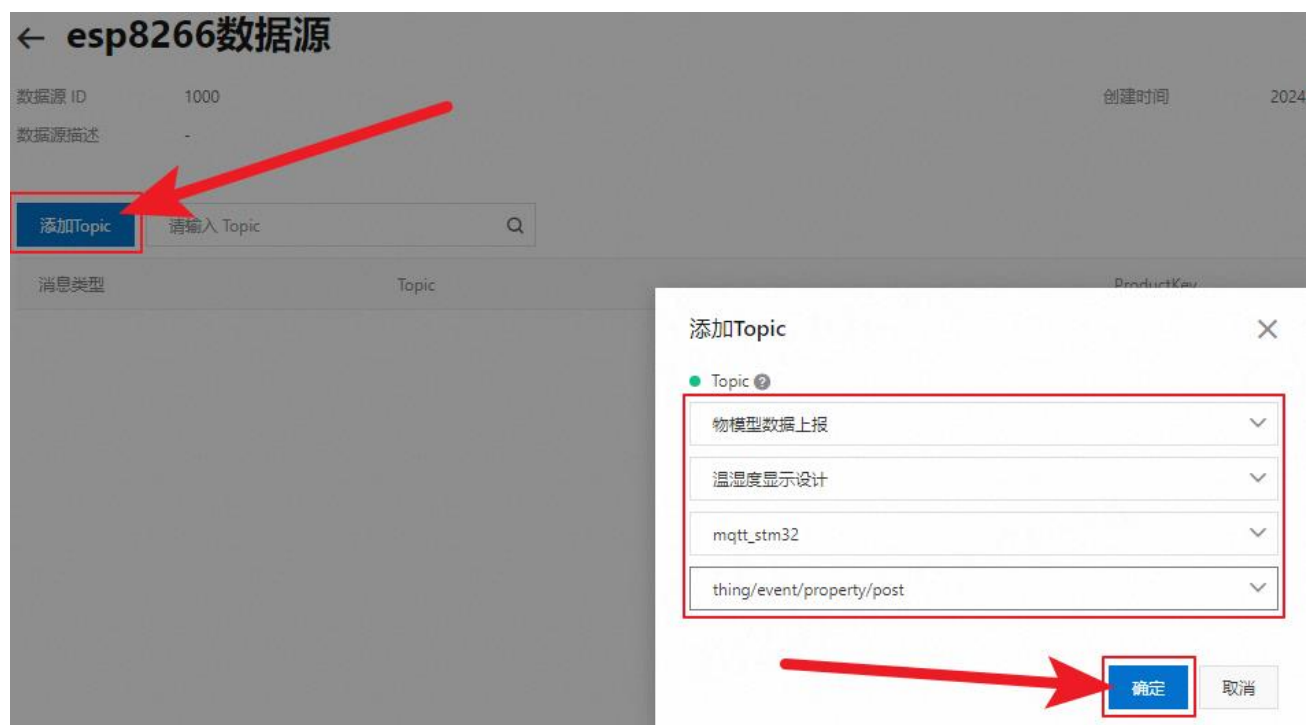 ← esp8266数据源
数据源 ID 1000 创建时间 2024
数据源描述 -
添加Topic 请输入 Topic
消息类型 Topic ProductKey
添加Topic
Topic
物模型数据上报
温湿度显示设计
mqtt_stm32
thing/event/property/post
确定 取消